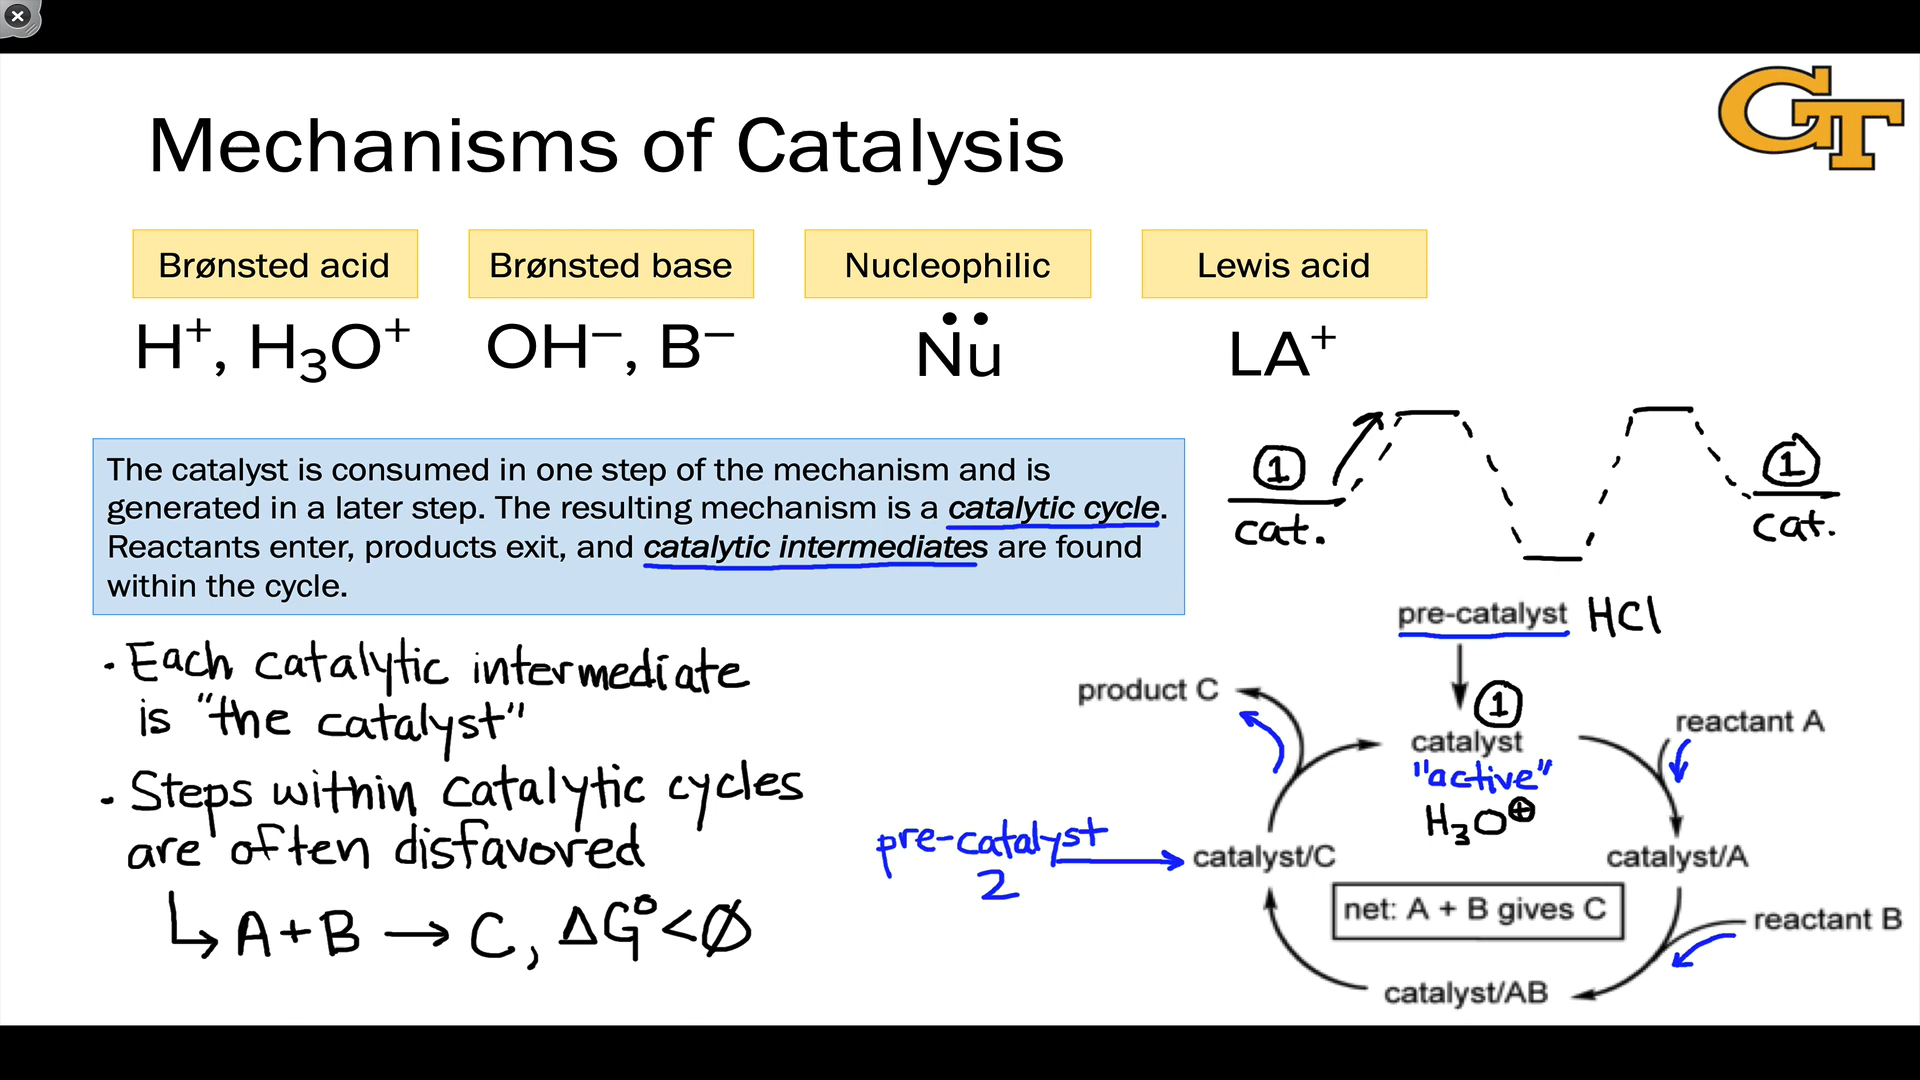 GT
Mechanisms of Catalysis
Brønsted acid
Brønsted base
Nucleophilic
Lewis acid
H⁺, H₃O⁺
OH⁻, B⁻
N̈u
LA⁺
The catalyst is consumed in one step of the mechanism and is
generated in a later step. The resulting mechanism is a catalytic cycle.
Reactants enter, products exit, and catalytic intermediates are found
within the cycle.
1
cat.
1
cat.
· Each catalytic intermediate
is "the catalyst"
· Steps within catalytic cycles
are often disfavored
↳ A + B → C, ΔG° < 0
pre-catalyst HCl
1
catalyst
"active"
H₃O⊕
product C
reactant A
pre-catalyst
2
catalyst/C
catalyst/A
net: A + B gives C
reactant B
catalyst/AB